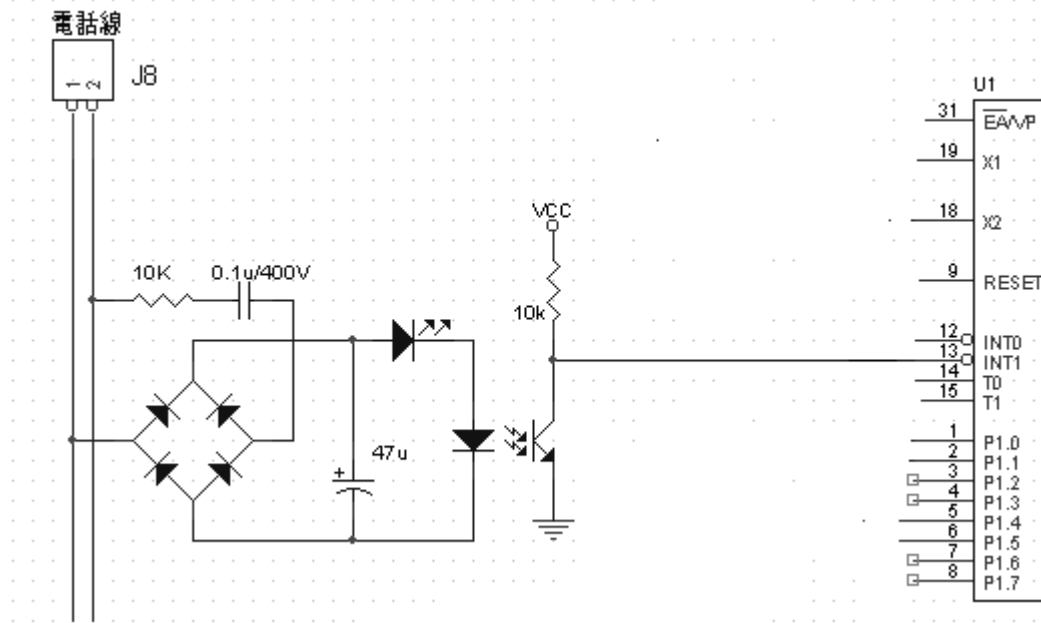 電話線
1
2
J8
10K
0.1u/400V
47u
+
VCC
10k
U1
31
EA/VP
19
X1
18
X2
9
RESET
12
INT0
13
INT1
14
T0
15
T1
1
P1.0
2
P1.1
3
P1.2
4
P1.3
5
P1.4
6
P1.5
7
P1.6
8
P1.7